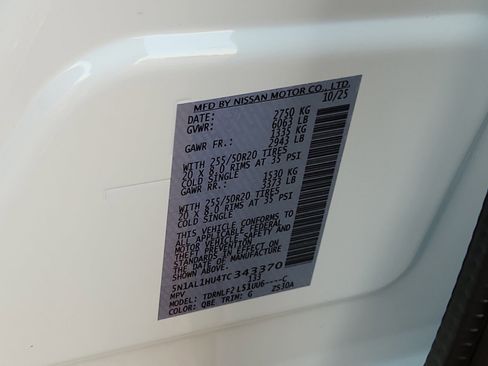 MFD BY NISSAN MOTOR CO., LTD.
DATE: 10/25
GVWR: 2750 KG
6063 LB
GAWR FR.: 1335 KG
2943 LB
WITH 255/50R20 TIRES
20 X 8.0 RIMS AT 35 PSI
COLD SINGLE
GAWR RR.: 1530 KG
3373 LB
WITH 255/50R20 TIRES
20 X 8.0 RIMS AT 35 PSI
COLD SINGLE
THIS VEHICLE CONFORMS TO
ALL APPLICABLE FEDERAL
MOTOR VEHICLE SAFETY
AND THEFT PREVENTION
STANDARDS IN EFFECT ON
THE DATE OF MANUFACTURE
SHOWN ABOVE.
5N1AL1HU4TC343370
MPV 133
MODEL: TDRNLF2
COLOR: QBE TRIM: G 2S30A